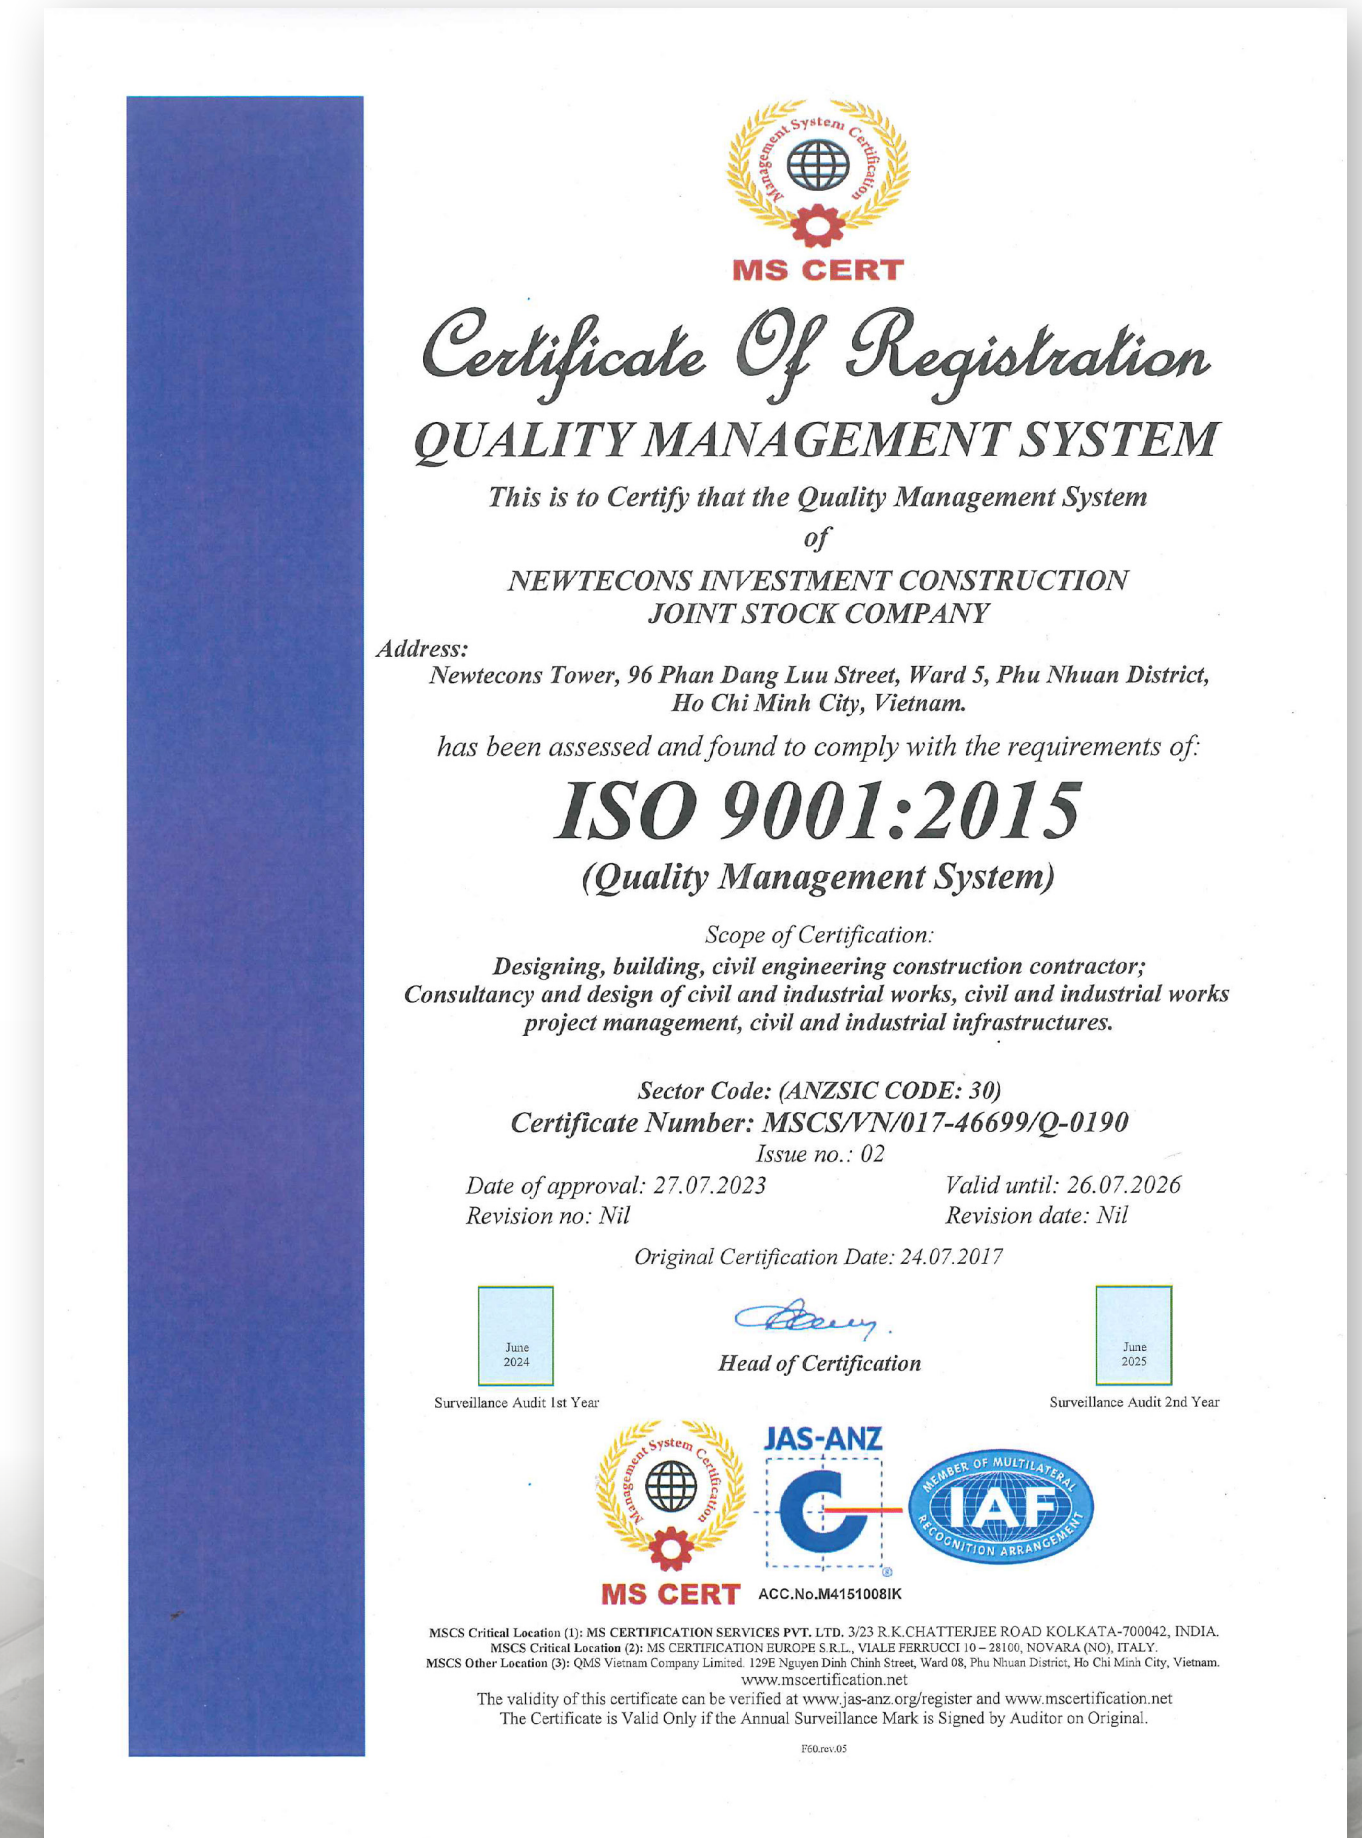 Management System Certification
MS CERT
Certificate Of Registration
QUALITY MANAGEMENT SYSTEM
This is to Certify that the Quality Management System
of
NEWTECONS INVESTMENT CONSTRUCTION
JOINT STOCK COMPANY
Address:
Newtecons Tower, 96 Phan Dang Luu Street, Ward 5, Phu Nhuan District,
Ho Chi Minh City, Vietnam.
has been assessed and found to comply with the requirements of:
ISO 9001:2015
(Quality Management System)
Scope of Certification:
Designing, building, civil engineering construction contractor;
Consultancy and design of civil and industrial works, civil and industrial works
project management, civil and industrial infrastructures.
Sector Code: (ANZSIC CODE: 30)
Certificate Number: MSCS/VN/017-46699/Q-0190
Issue no.: 02
Date of approval: 27.07.2023 Valid until: 26.07.2026
Revision no: Nil Revision date: Nil
Original Certification Date: 24.07.2017
June
2024
Surveillance Audit 1st Year
Head of Certification
June
2025
Surveillance Audit 2nd Year
Management System Certification
MS CERT
JAS-ANZ
®
ACC.No.M4151008IK
MEMBER OF MULTILATERAL
IAF
RECOGNITION ARRANGEMENT
MSCS Critical Location (1): MS CERTIFICATION SERVICES PVT. LTD. 3/23 R.K.CHATTERJEE ROAD KOLKATA-700042, INDIA.
MSCS Critical Location (2): MS CERTIFICATION EUROPE S.R.L., VIALE FERRUCCI 10 – 28100, NOVARA (NO), ITALY.
MSCS Other Location (3): QMS Vietnam Company Limited. 129E Nguyen Dinh Chinh Street, Ward 08, Phu Nhuan District, Ho Chi Minh City, Vietnam.
www.mscertification.net
The validity of this certificate can be verified at www.jas-anz.org/register and www.mscertification.net
The Certificate is Valid Only if the Annual Surveillance Mark is Signed by Auditor on Original.
F60.rev.05